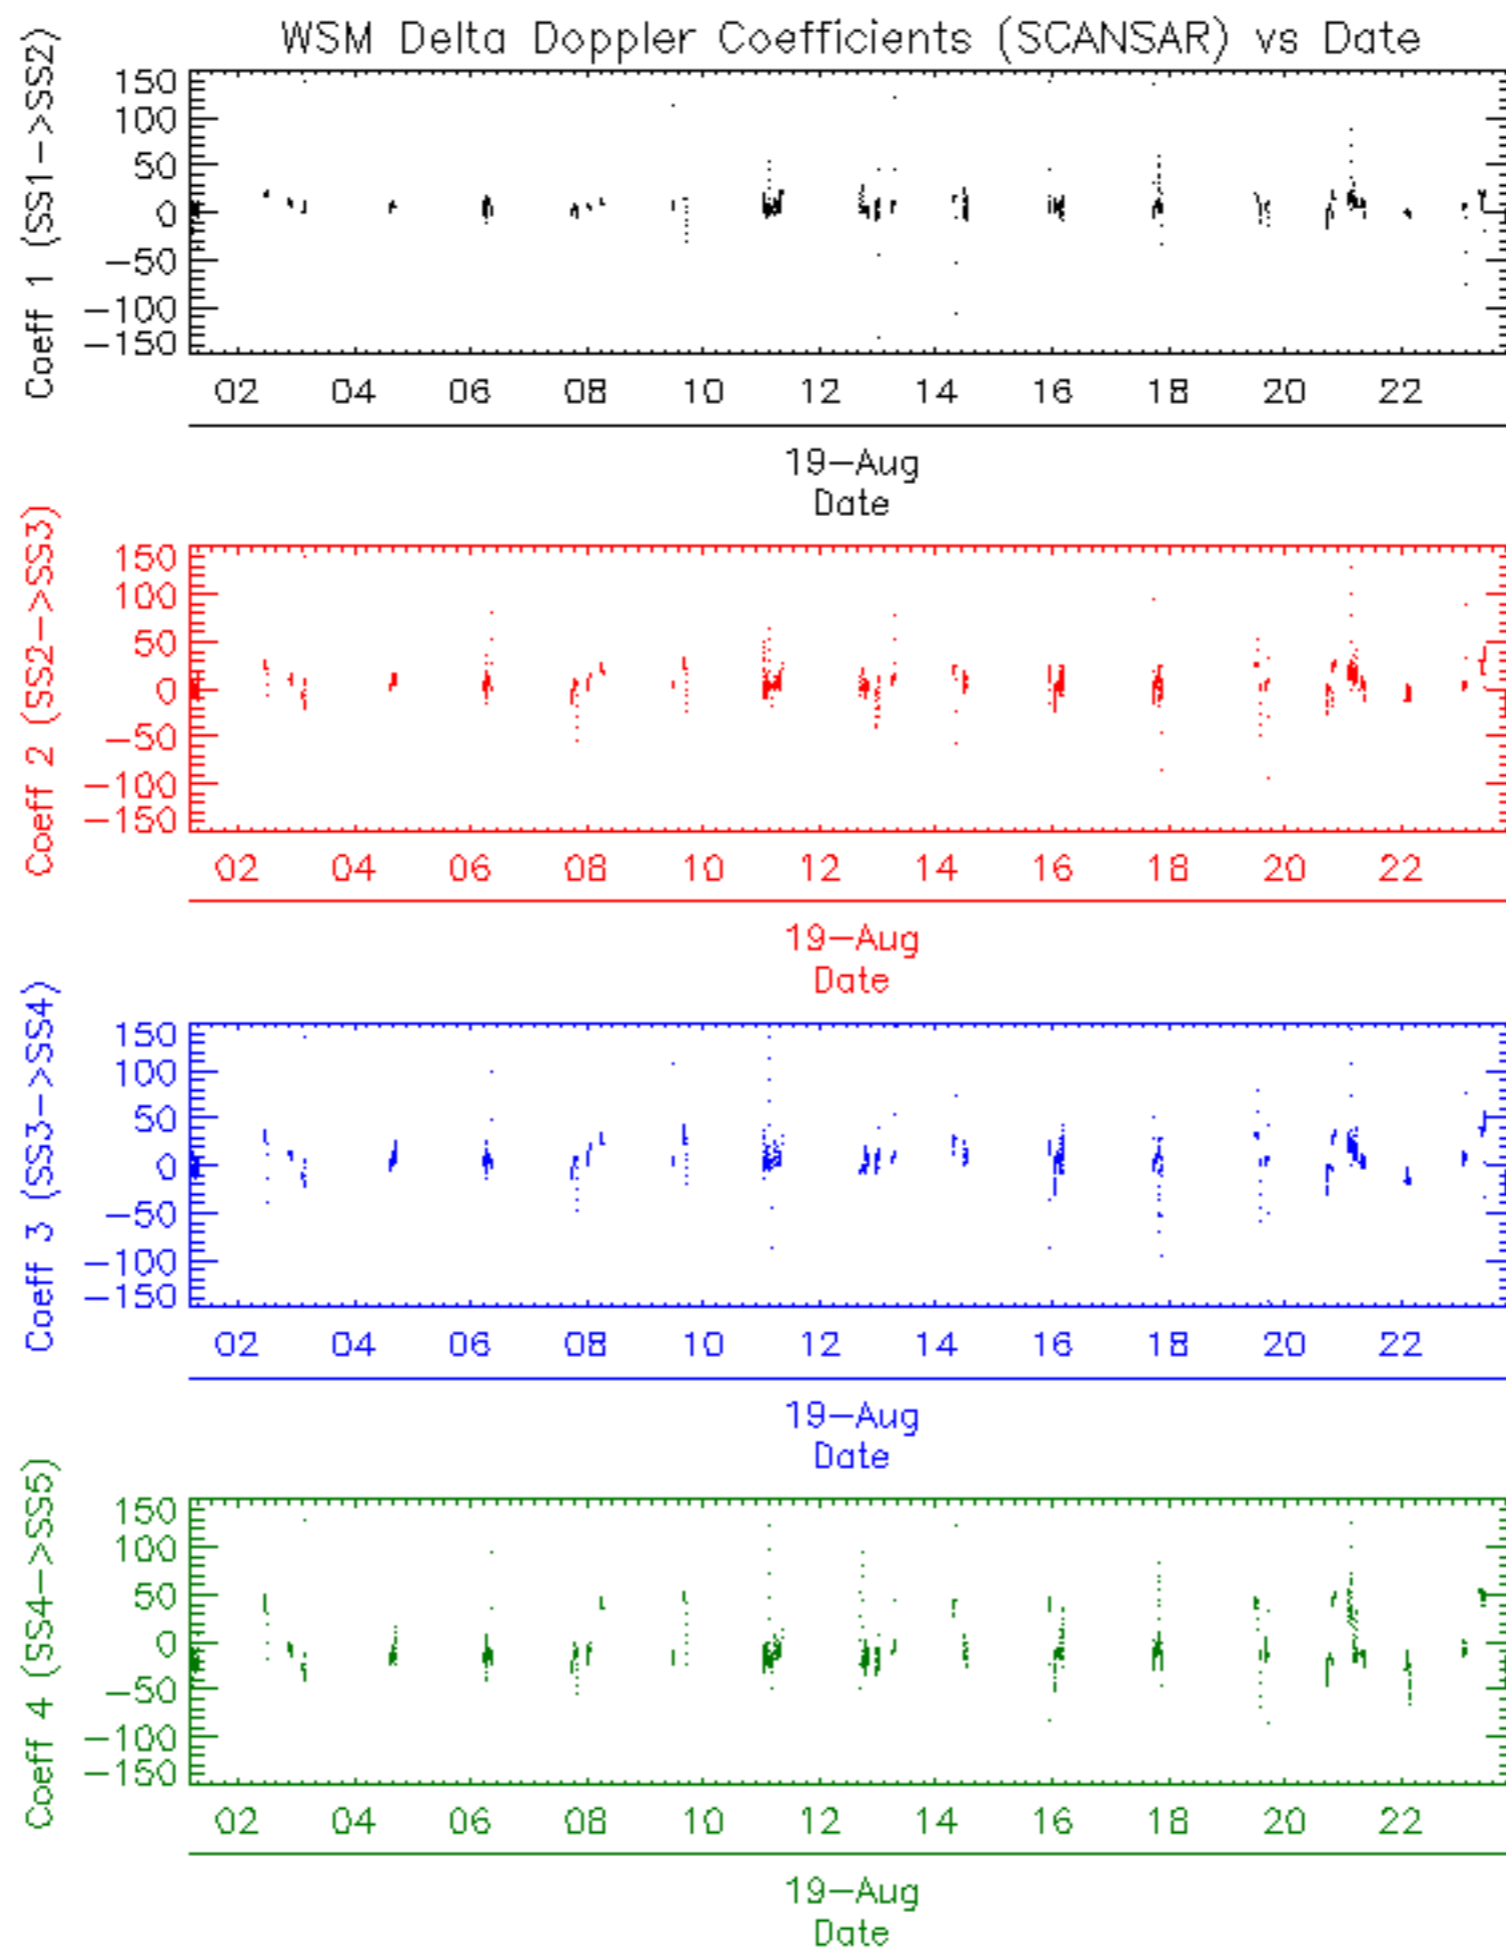 WSM Delta Doppler Coefficients (SCANSAR) vs Date
Coeff 1 (SS1->SS2)
150
100
50
0
-50
-100
-150
02 04 06 08 10 12 14 16 18 20 22
19-Aug
Date
Coeff 2 (SS2->SS3)
150
100
50
0
-50
-100
-150
02 04 06 08 10 12 14 16 18 20 22
19-Aug
Date
Coeff 3 (SS3->SS4)
150
100
50
0
-50
-100
-150
02 04 06 08 10 12 14 16 18 20 22
19-Aug
Date
Coeff 4 (SS4->SS5)
150
100
50
0
-50
-100
-150
02 04 06 08 10 12 14 16 18 20 22
19-Aug
Date